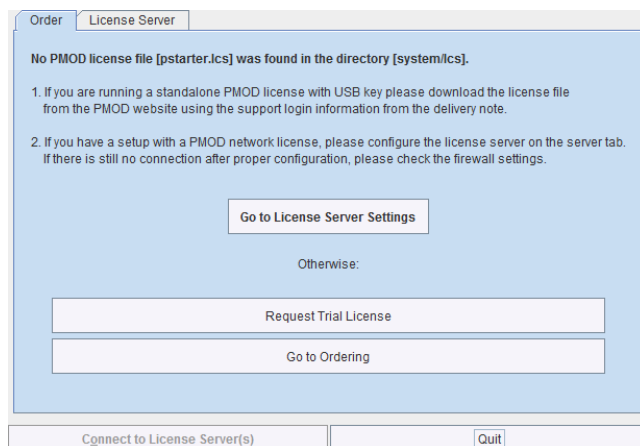 Order
License Server
No PMOD license file [pstarter.lcs] was found in the directory [system/lcs].
1. If you are running a standalone PMOD license with USB key please download the license file
from the PMOD website using the support login information from the delivery note.
2. If you have a setup with a PMOD network license, please configure the license server on the server tab.
If there is still no connection after proper configuration, please check the firewall settings.
Go to License Server Settings
Otherwise:
Request Trial License
Go to Ordering
Connect to License Server(s)
Quit